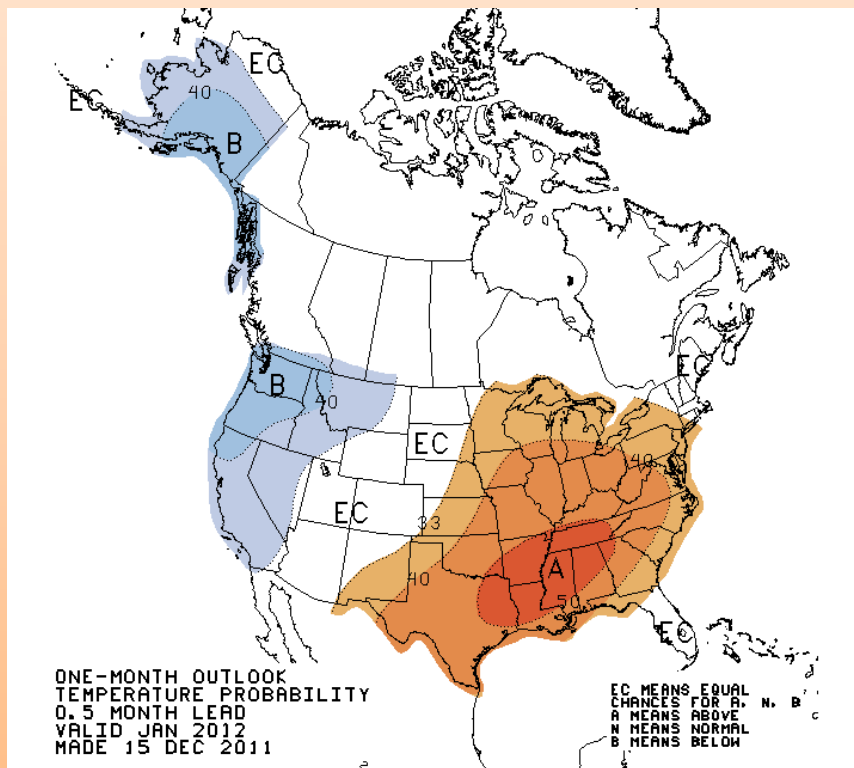 EC
EC
40
B
EC
B
40
EC
EC
40
33
EC
40
A
50
E
ONE-MONTH OUTLOOK
TEMPERATURE PROBABILITY
0.5 MONTH LEAD
VALID JAN 2012
MADE 15 DEC 2011
EC MEANS EQUAL
CHANCES FOR A, N, B
A MEANS ABOVE
N MEANS NORMAL
B MEANS BELOW